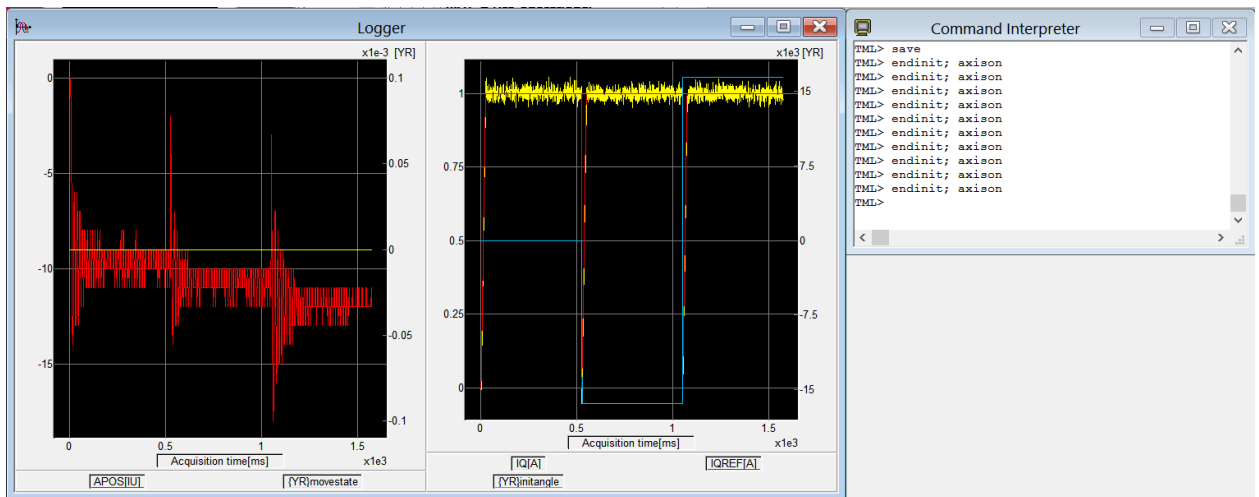 Logger
x1e-3 [YR]
0
-5
-10
-15
0.1
0.05
0
-0.05
-0.1
0
0.5
1
1.5
Acquisition time[ms]
x1e3
APOS[IU]
{YR}movestate
x1e3 [YR]
1
0.75
0.5
0.25
0
15
7.5
0
-7.5
-15
0
0.5
1
1.5
Acquisition time[ms]
x1e3
IQ[A]
IQREF[A]
{YR}initangle
Command Interpreter
TML> save
TML> endinit; axison
TML> endinit; axison
TML> endinit; axison
TML> endinit; axison
TML> endinit; axison
TML> endinit; axison
TML> endinit; axison
TML> endinit; axison
TML> endinit; axison
TML> endinit; axison
TML>